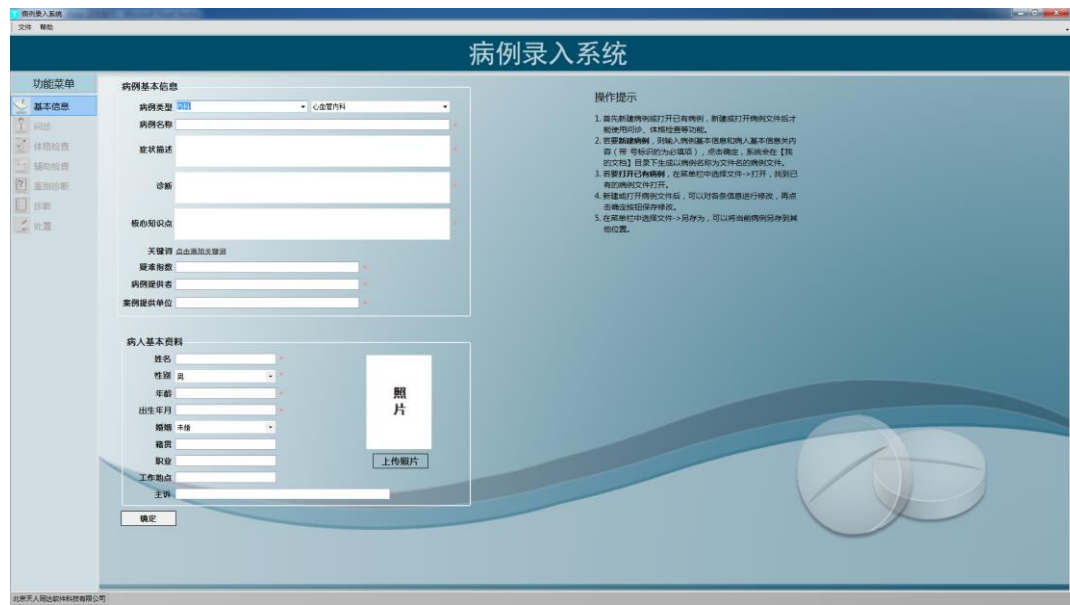 病例录入系统
文件 帮助
病例录入系统
功能菜单
基本信息
问诊
体格检查
辅助检查
鉴别诊断
诊断
处置
病例基本信息
病例类型 内科 心血管内科
病例名称 *
症状描述 *
诊断 *
核心知识点 *
关键词 点击添加关键词
疑难指数 *
病例提供者 *
案例提供单位 *
病人基本资料
姓名 *
性别 男 *
年龄 *
出生年月 *
婚姻 未婚
籍贯
职业
工作地点
主诉
照
片
上传照片
确定
操作提示
1. 首先新建病例或打开已有病例，新建或打开病例文件后才
能使用问诊、体格检查等功能。
2. 若要新建病例，则输入病例基本信息和病人基本信息关内
容（带 号标识的为必填项），点击确定，系统会在【我
的文档】目录下生成以病例名称为文件名的病例文件。
3. 若要打开已有病例，在菜单栏中选择文件->打开，找到已
有的病例文件打开。
4. 新建或打开病例文件后，可以对各条信息进行修改，再点
击确定按钮保存修改。
5. 在菜单栏中选择文件->另存为，可以将当前病例另存到其
他位置。
北京天人同达软件科技有限公司